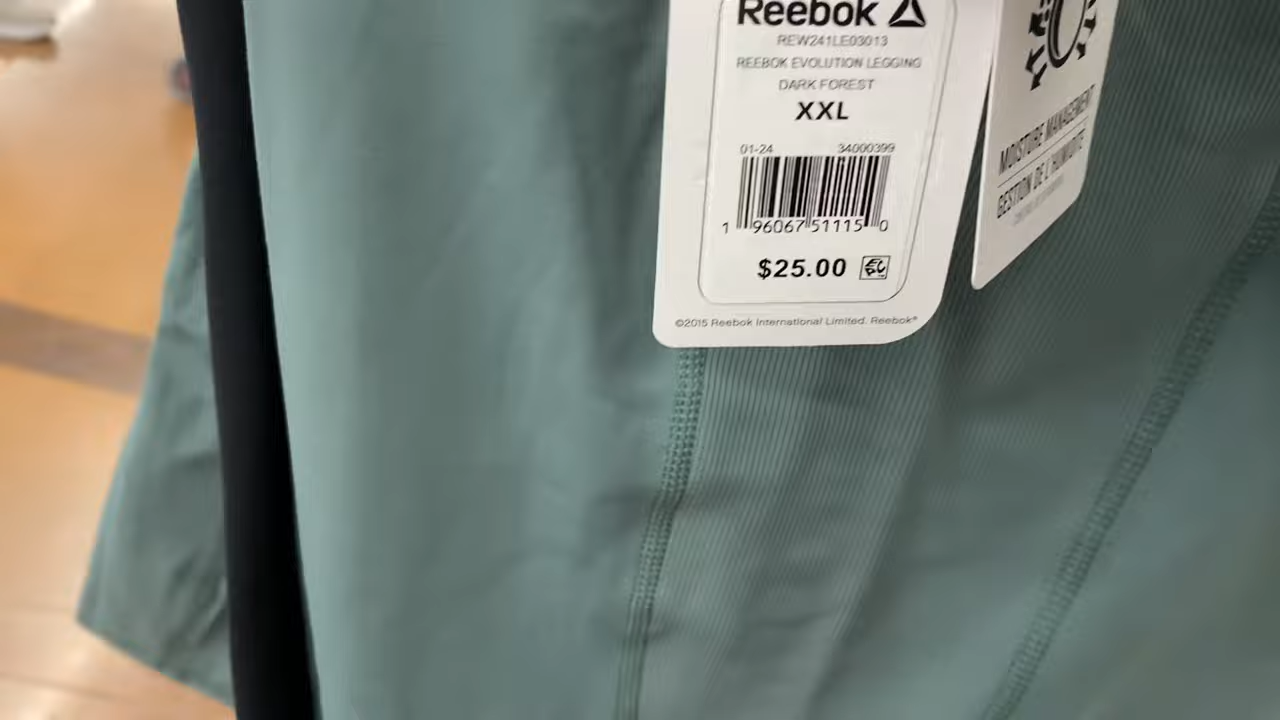 Reebok
REW241LE03013
REEBOK EVOLUTION LEGGING
DARK FOREST
XXL
01-24 34000399
1 96067 51115 0
$25.00
©2015 Reebok International Limited. Reebok®
MOISTURE MANAGEMENT
GESTION DE L'HUMIDITÉ